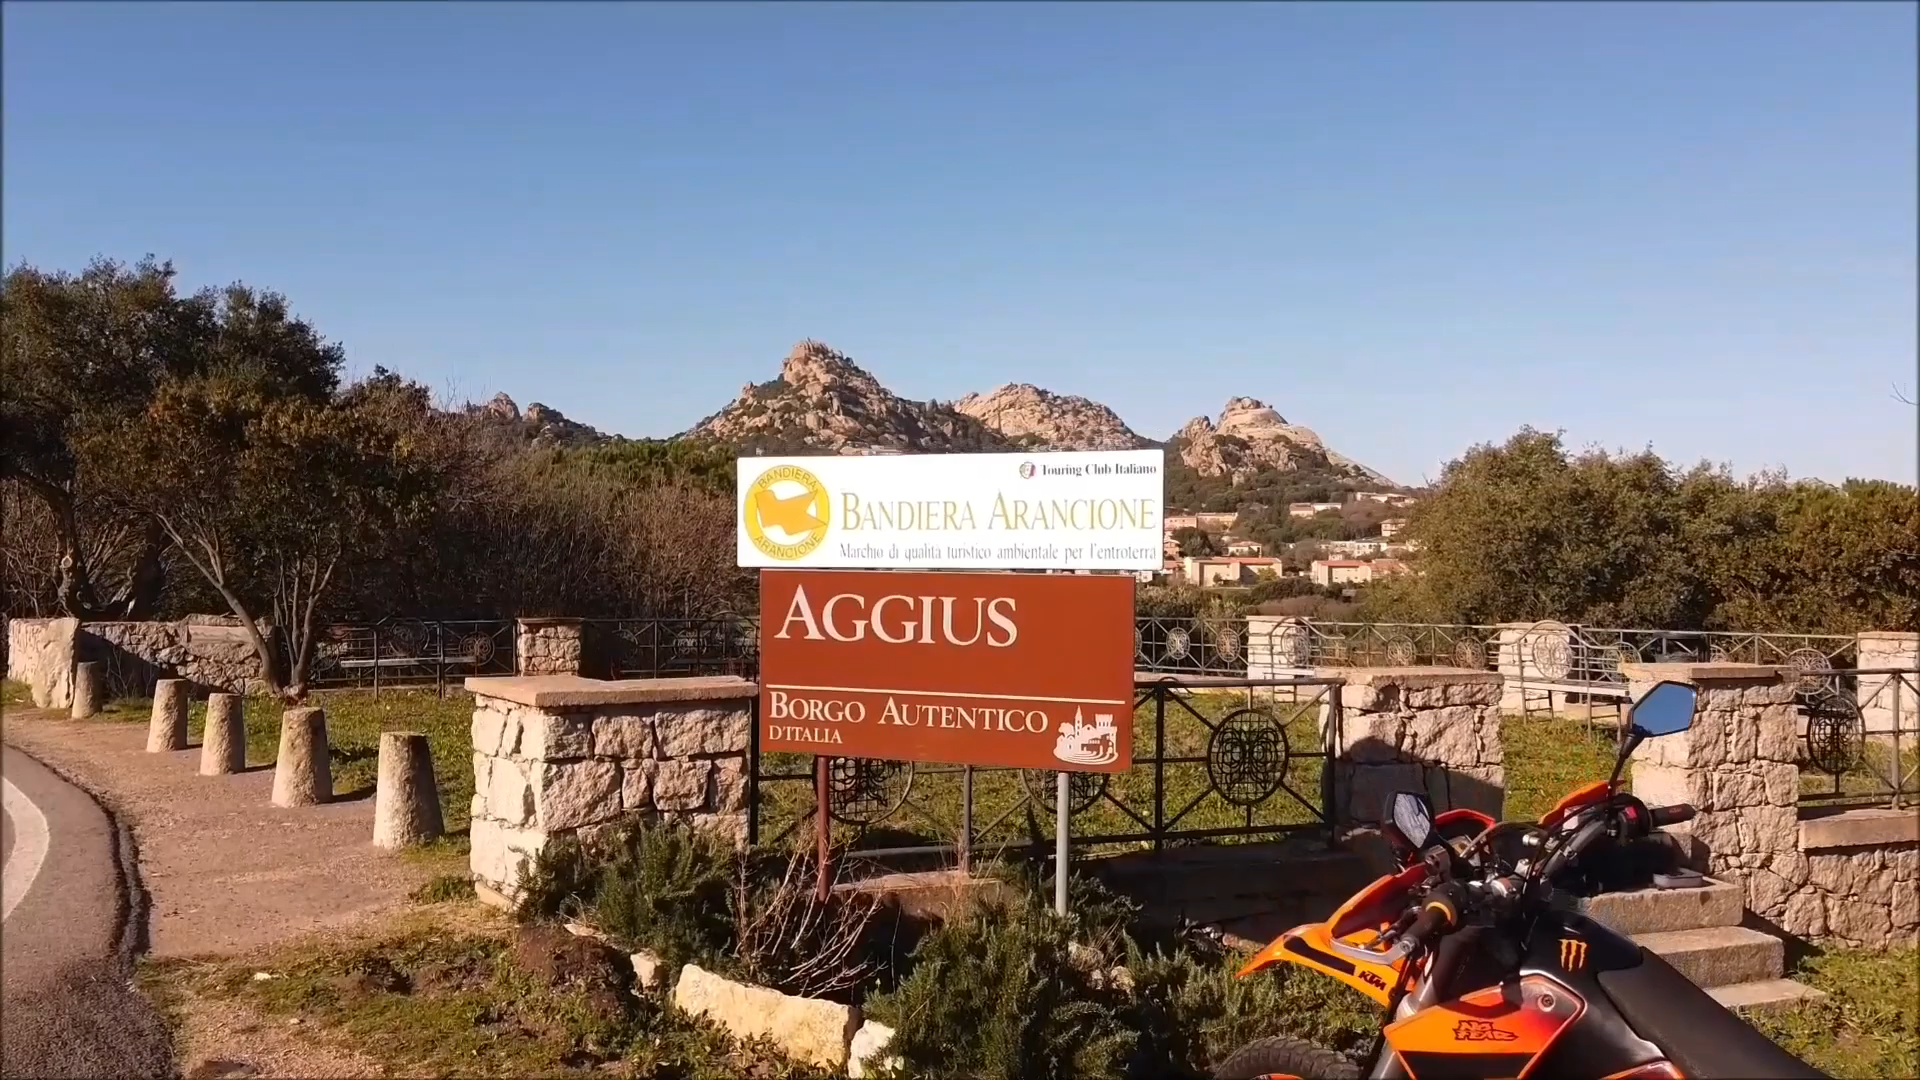 Touring Club Italiano
BANDIERA
ARANCIONE
BANDIERA ARANCIONE
Marchio di qualità turistico ambientale per l'entroterra
AGGIUS
BORGO AUTENTICO
D'ITALIA
KTM
NO
FEAR